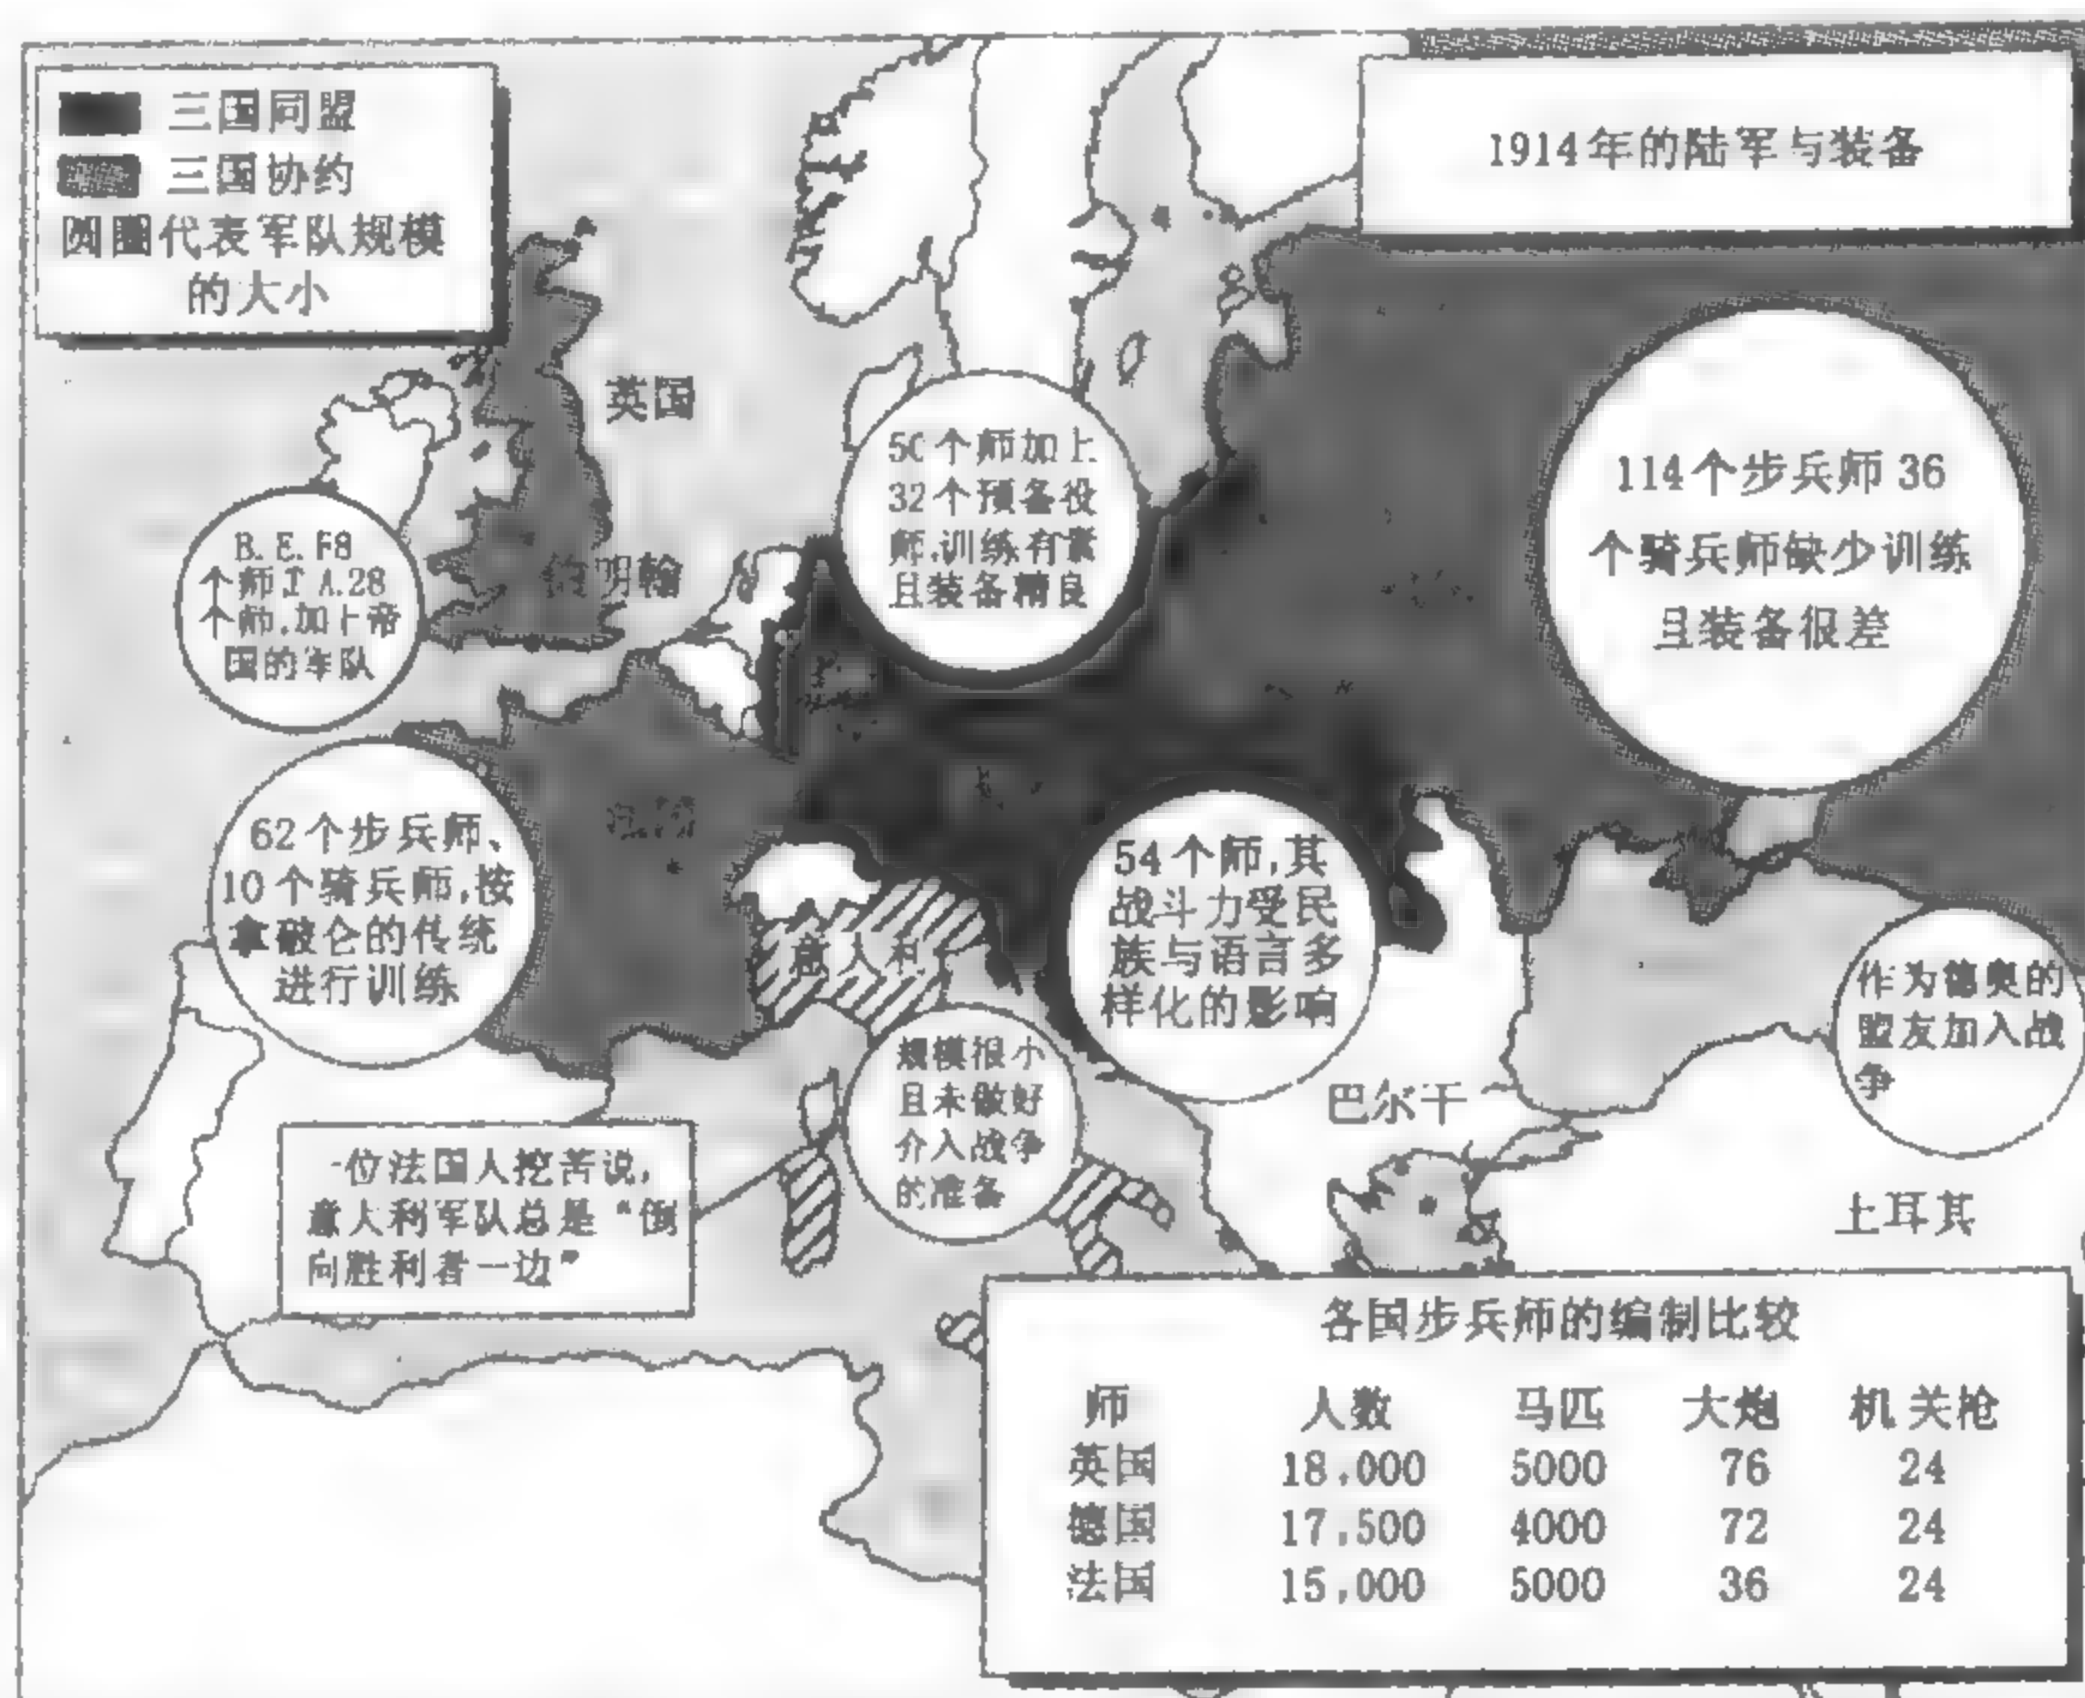 三国同盟
三国协约
圆圈代表军队规模
的大小
1914年的陆军与装备
英国
50个师加上
32个预备役
师,训练有素
且装备精良
114个步兵师 36
个骑兵师缺少训练
且装备很差
B. E. F8
个师 A.28
个师,加上帝
国的军队
明翰
62个步兵师、
10个骑兵师,按
拿破仑的传统
进行训练
54个师,其
战斗力受民
族与语言多
样化的影响
意大利
作为德奥的
盟友加入战
争
规模很小
且未做好
介入战争
的准备
巴尔干
一位法国人挖苦说,
意大利军队总是“倒
向胜利者一边”
土耳其
各国步兵师的编制比较
师 人数 马匹 大炮 机关枪
英国 18,000 5000 76 24
德国 17,500 4000 72 24
法国 15,000 5000 36 24